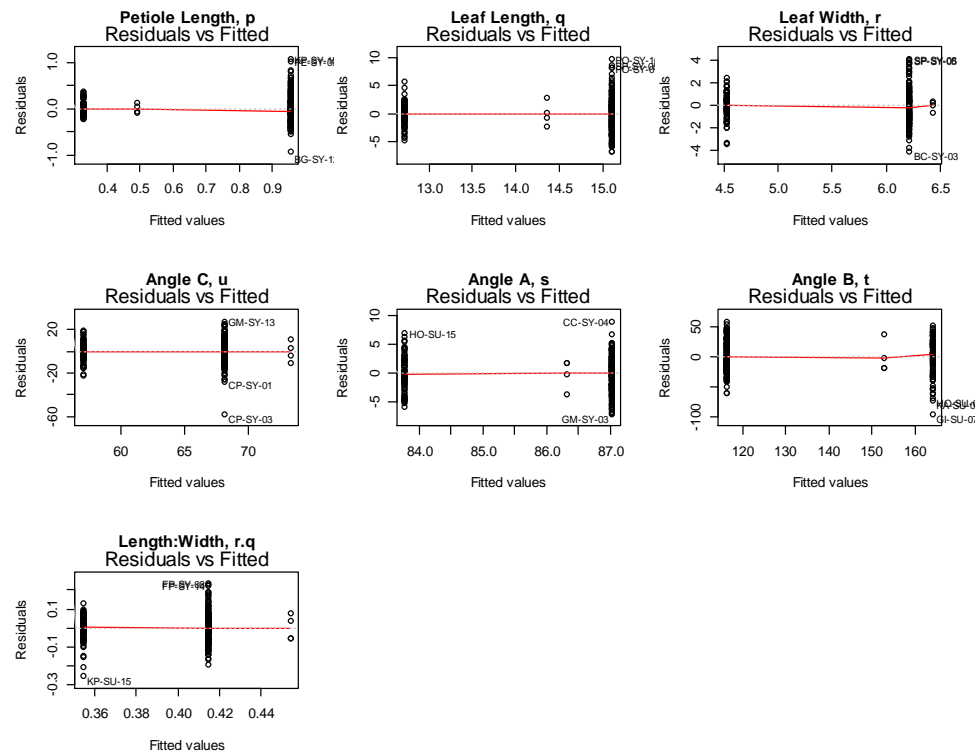 Petiole Length, p
Residuals vs Fitted
Residuals
1.0
0.0
-1.0
0.4 0.5 0.6 0.7 0.8 0.9
Fitted values
Leaf Length, q
Residuals vs Fitted
Residuals
10
5
0
-5
13.0 13.5 14.0 14.5 15.0
Fitted values
Leaf Width, r
Residuals vs Fitted
Residuals
4
2
0
-2
-4
BC-SY-03
4.5 5.0 5.5 6.0 6.5
Fitted values
Angle C, u
Residuals vs Fitted
Residuals
20
0
-20
-60
GM-SY-13
CP-SY-01
CP-SY-03
60 65 70
Fitted values
Angle A, s
Residuals vs Fitted
Residuals
10
5
0
-5
HO-SU-15
CC-SY-04
GM-SY-03
84.0 85.0 86.0 87.0
Fitted values
Angle B, t
Residuals vs Fitted
Residuals
50
0
-100
GI-SU-07
120 130 140 150 160
Fitted values
Length:Width, r.q
Residuals vs Fitted
Residuals
0.1
-0.1
-0.3
KP-SU-15
0.36 0.40 0.42 0.44
Fitted values